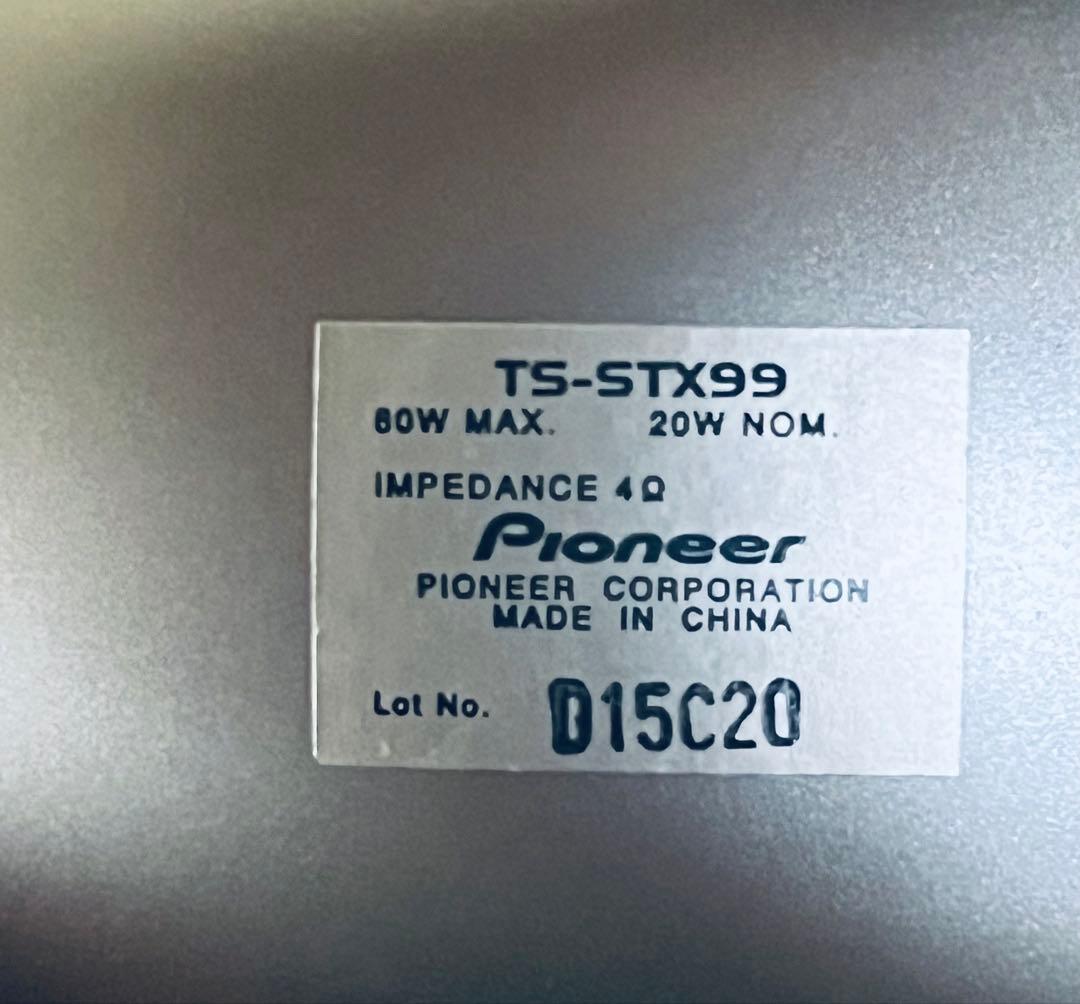 TS-STX99
60W MAX. 20W NOM.
IMPEDANCE 4Ω
Pioneer
PIONEER CORPORATION
MADE IN CHINA
Lot No. D15C20